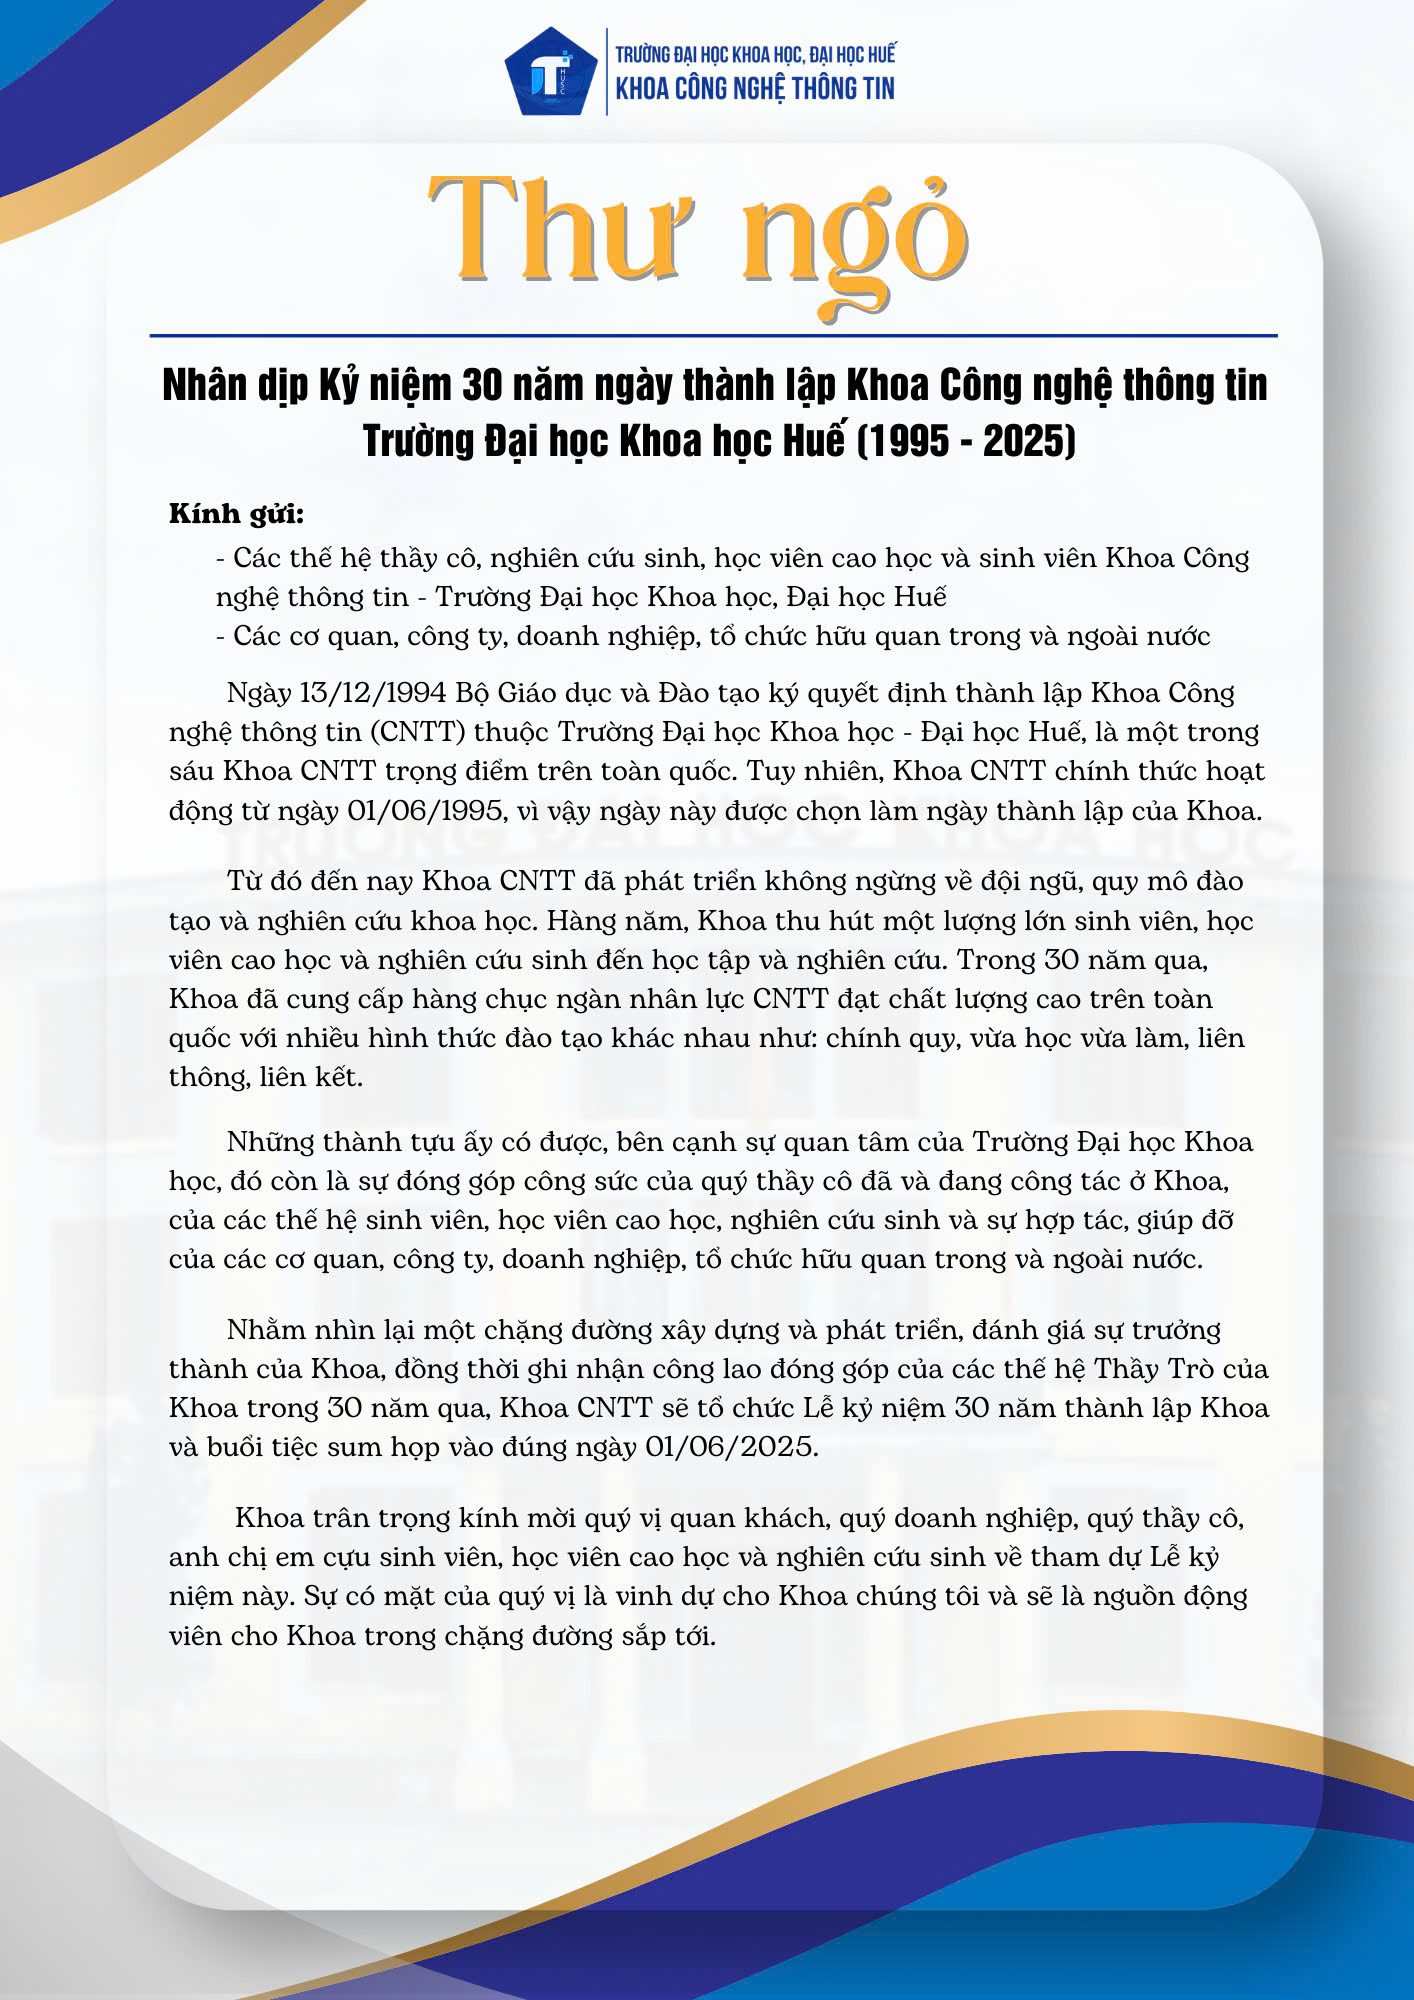 TRƯỜNG ĐẠI HỌC KHOA HỌC, ĐẠI HỌC HUẾ
KHOA CÔNG NGHỆ THÔNG TIN
HUSC
Thư ngỏ
Nhân dịp Kỷ niệm 30 năm ngày thành lập Khoa Công nghệ thông tin
Trường Đại học Khoa học Huế (1995 - 2025)
Kính gửi:
- Các thế hệ thầy cô, nghiên cứu sinh, học viên cao học và sinh viên Khoa Công
nghệ thông tin - Trường Đại học Khoa học, Đại học Huế
- Các cơ quan, công ty, doanh nghiệp, tổ chức hữu quan trong và ngoài nước
Ngày 13/12/1994 Bộ Giáo dục và Đào tạo ký quyết định thành lập Khoa Công
nghệ thông tin (CNTT) thuộc Trường Đại học Khoa học - Đại học Huế, là một trong
sáu Khoa CNTT trọng điểm trên toàn quốc. Tuy nhiên, Khoa CNTT chính thức hoạt
động từ ngày 01/06/1995, vì vậy ngày này được chọn làm ngày thành lập của Khoa.
TRƯỜNG ĐẠI HỌC KHOA HỌC
Từ đó đến nay Khoa CNTT đã phát triển không ngừng về đội ngũ, quy mô đào
tạo và nghiên cứu khoa học. Hàng năm, Khoa thu hút một lượng lớn sinh viên, học
viên cao học và nghiên cứu sinh đến học tập và nghiên cứu. Trong 30 năm qua,
Khoa đã cung cấp hàng chục ngàn nhân lực CNTT đạt chất lượng cao trên toàn
quốc với nhiều hình thức đào tạo khác nhau như: chính quy, vừa học vừa làm, liên
thông, liên kết.
Những thành tựu ấy có được, bên cạnh sự quan tâm của Trường Đại học Khoa
học, đó còn là sự đóng góp công sức của quý thầy cô đã và đang công tác ở Khoa,
của các thế hệ sinh viên, học viên cao học, nghiên cứu sinh và sự hợp tác, giúp đỡ
của các cơ quan, công ty, doanh nghiệp, tổ chức hữu quan trong và ngoài nước.
Nhằm nhìn lại một chặng đường xây dựng và phát triển, đánh giá sự trưởng
thành của Khoa, đồng thời ghi nhận công lao đóng góp của các thế hệ Thầy Trò của
Khoa trong 30 năm qua, Khoa CNTT sẽ tổ chức Lễ kỷ niệm 30 năm thành lập Khoa
và buổi tiệc sum họp vào đúng ngày 01/06/2025.
Khoa trân trọng kính mời quý vị quan khách, quý doanh nghiệp, quý thầy cô,
anh chị em cựu sinh viên, học viên cao học và nghiên cứu sinh về tham dự Lễ kỷ
niệm này. Sự có mặt của quý vị là vinh dự cho Khoa chúng tôi và sẽ là nguồn động
viên cho Khoa trong chặng đường sắp tới.